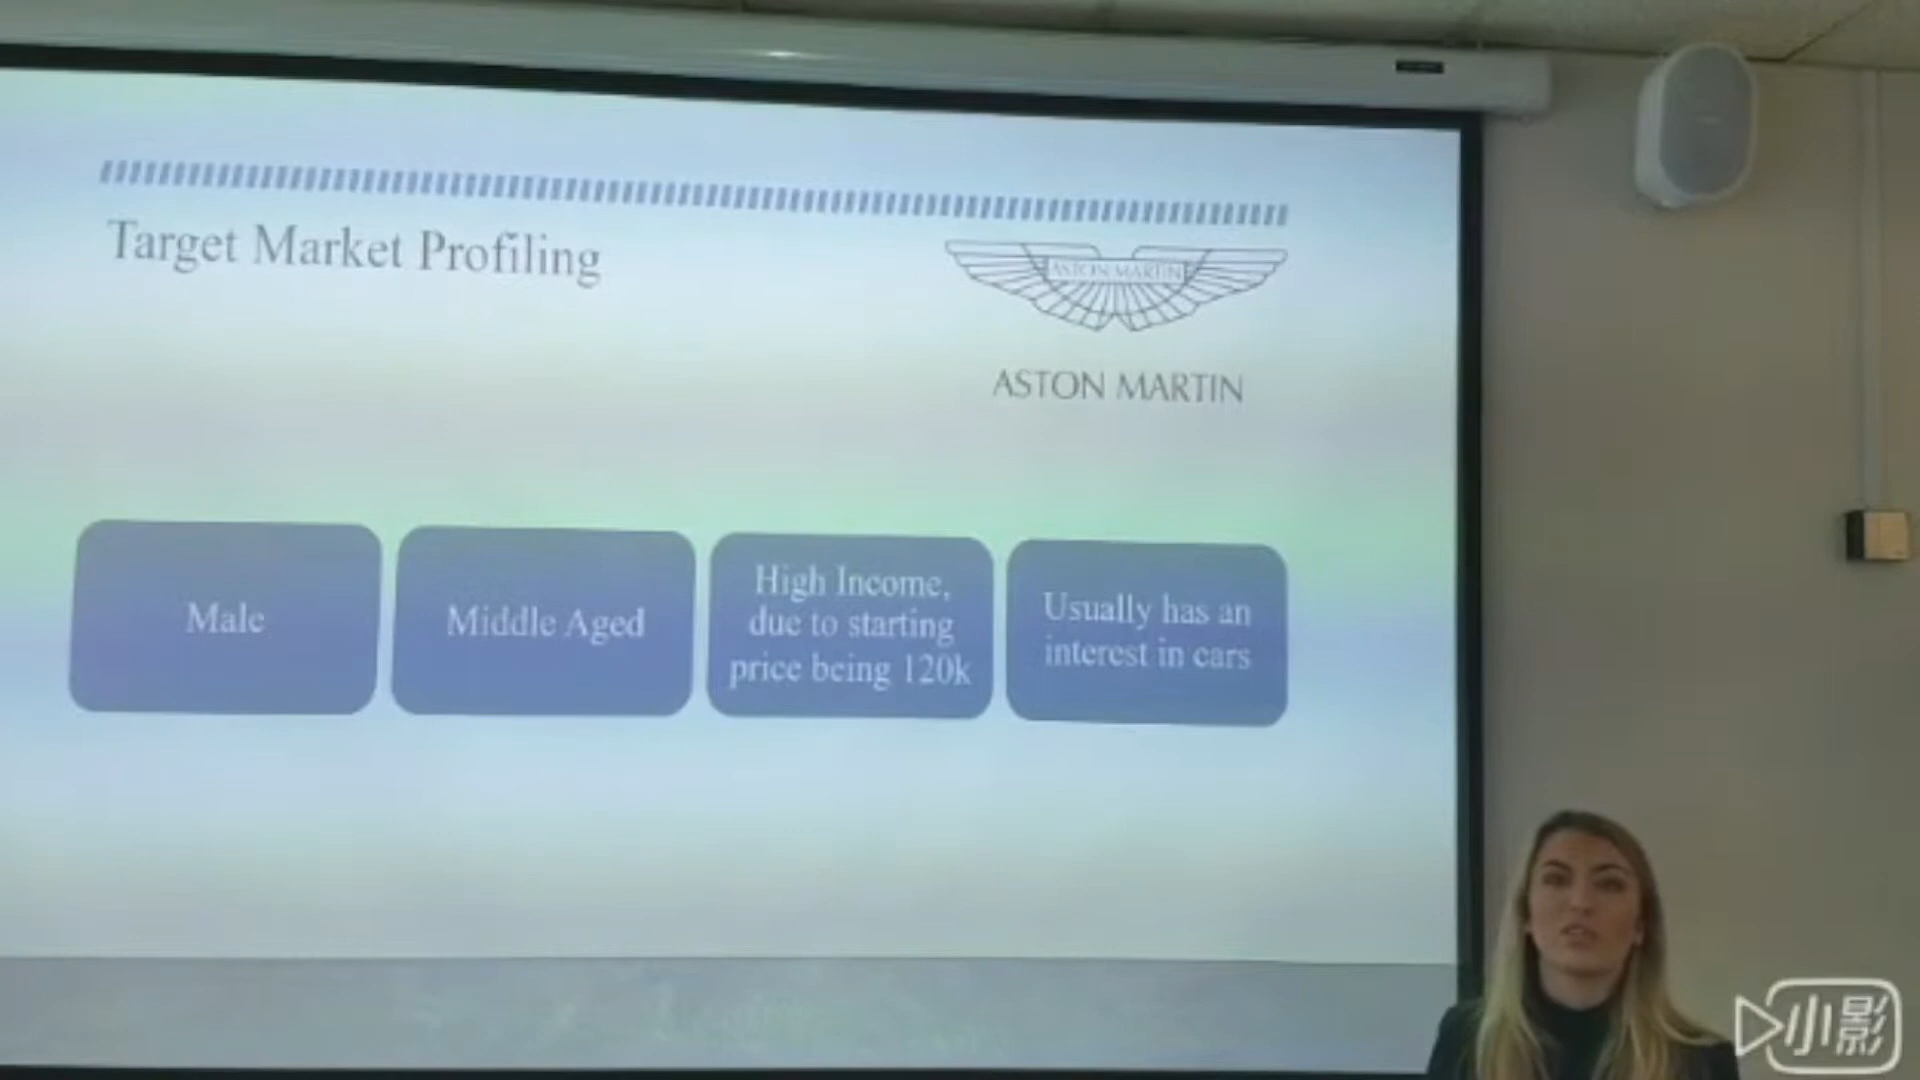 Target Market Profiling
ASTON MARTIN
ASTON MARTIN
Male
Middle Aged
High Income,
due to starting
price being 120k
Usually has an
interest in cars
小影